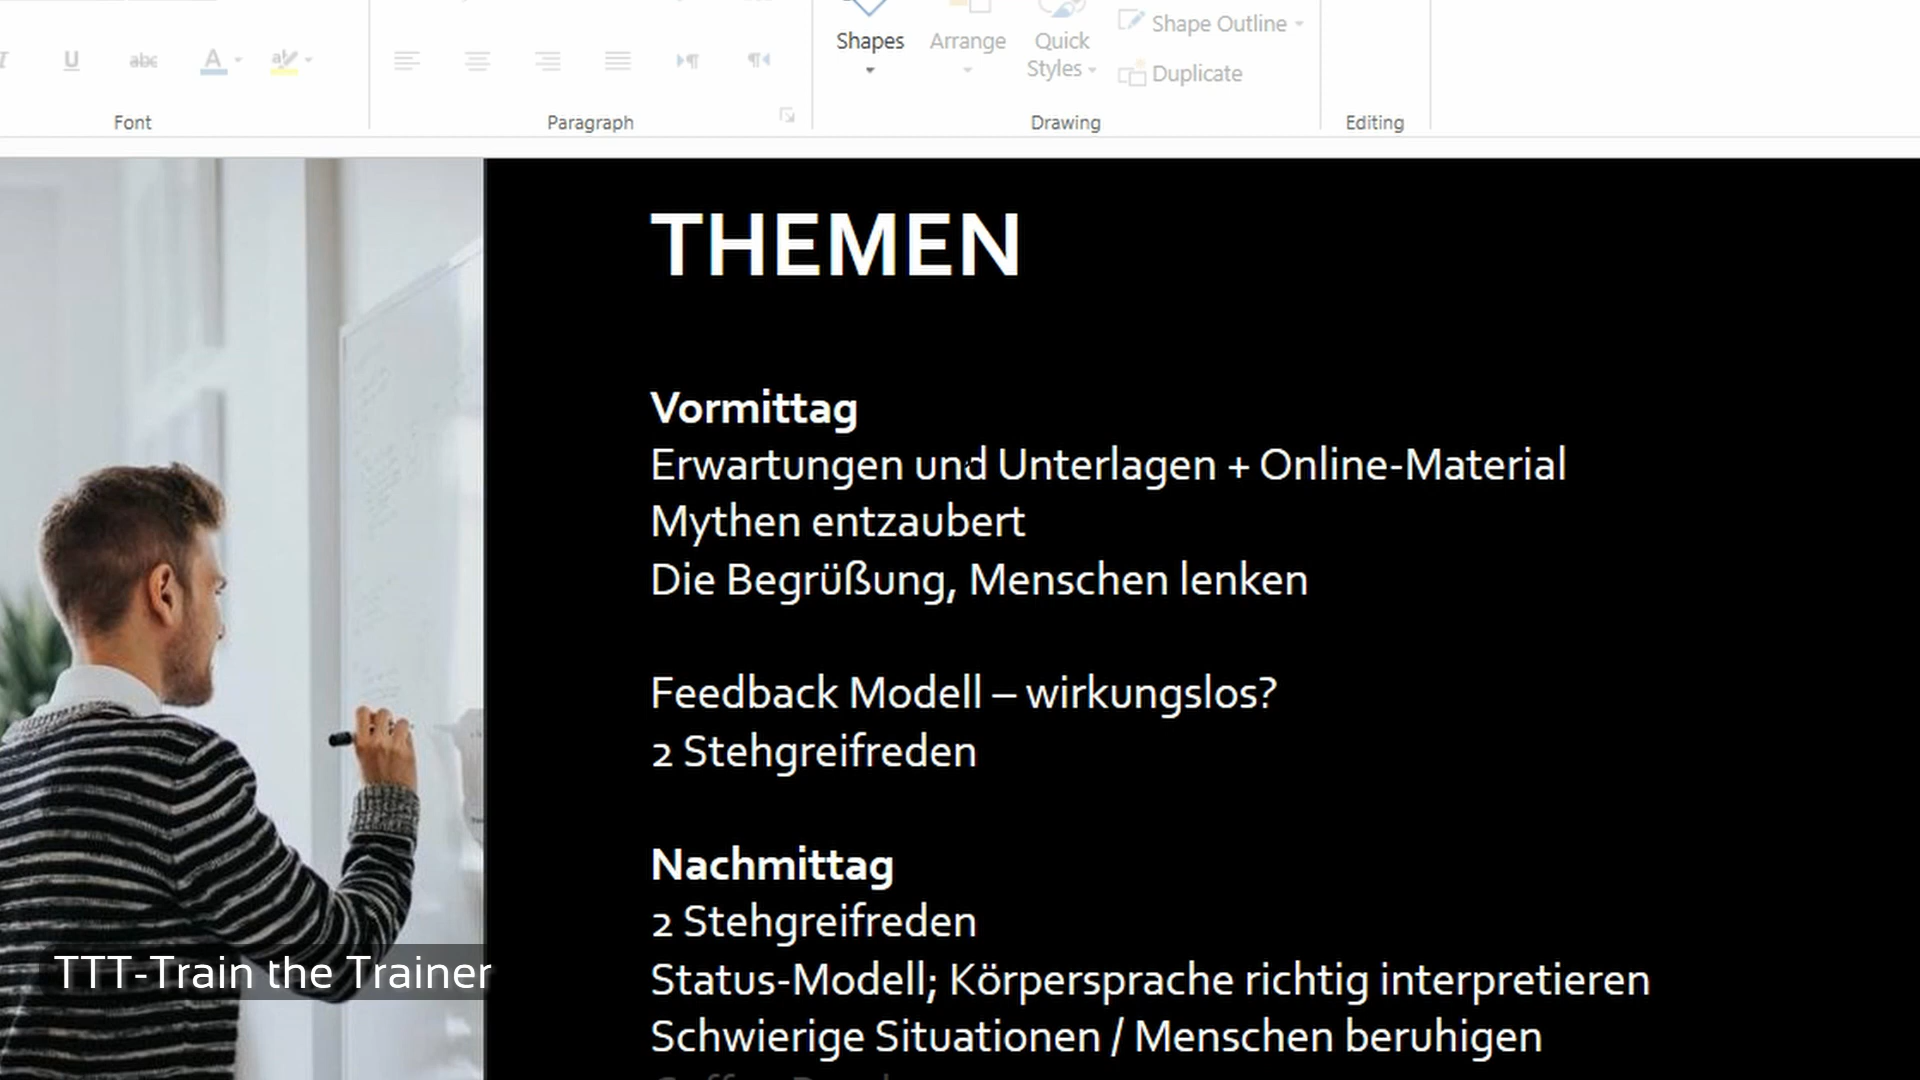 U abc A
Shapes Arrange Quick Styles Shape Outline
Duplicate
Font Paragraph Drawing Editing
THEMEN
Vormittag
Erwartungen und Unterlagen + Online-Material
Mythen entzaubert
Die Begrüßung, Menschen lenken
Feedback Modell – wirkungslos?
2 Stehgreifreden
Nachmittag
2 Stehgreifreden
Status-Modell; Körpersprache richtig interpretieren
Schwierige Situationen / Menschen beruhigen
TTT-Train the Trainer